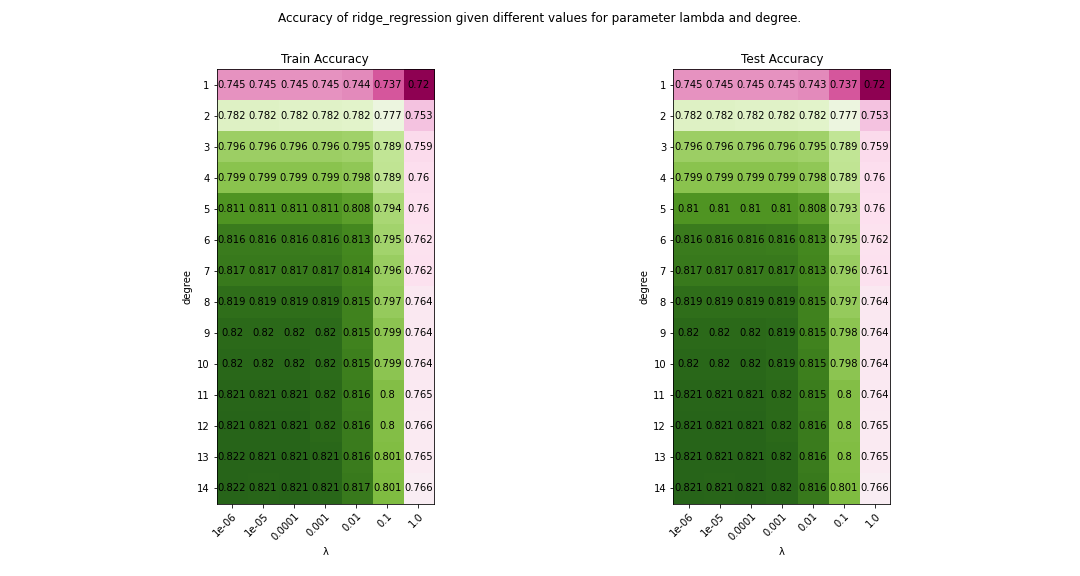 Accuracy of ridge_regression given different values for parameter lambda and degree.
Train Accuracy
1 0.745 0.745 0.745 0.745 0.744 0.737 0.72
2 0.782 0.782 0.782 0.782 0.782 0.777 0.753
3 0.796 0.796 0.796 0.796 0.795 0.789 0.759
4 0.799 0.799 0.799 0.799 0.798 0.789 0.76
5 0.811 0.811 0.811 0.811 0.808 0.794 0.76
6 0.816 0.816 0.816 0.816 0.813 0.795 0.762
7 0.817 0.817 0.817 0.817 0.814 0.796 0.762
8 0.819 0.819 0.819 0.819 0.815 0.797 0.764
9 0.82 0.82 0.82 0.82 0.815 0.799 0.764
10 0.82 0.82 0.82 0.82 0.815 0.799 0.764
11 0.821 0.821 0.821 0.82 0.816 0.8 0.765
12 0.821 0.821 0.821 0.82 0.816 0.8 0.766
13 0.822 0.821 0.821 0.821 0.816 0.801 0.765
14 0.822 0.821 0.821 0.821 0.817 0.801 0.766
degree
1e-06 1e-05 0.0001 0.001 0.01 0.1 1.0
λ
Test Accuracy
1 0.745 0.745 0.745 0.745 0.743 0.737 0.72
2 0.782 0.782 0.782 0.782 0.782 0.777 0.753
3 0.796 0.796 0.796 0.796 0.795 0.789 0.759
4 0.799 0.799 0.799 0.799 0.798 0.789 0.76
5 0.81 0.81 0.81 0.81 0.808 0.793 0.76
6 0.816 0.816 0.816 0.816 0.813 0.795 0.762
7 0.817 0.817 0.817 0.817 0.813 0.796 0.761
8 0.819 0.819 0.819 0.819 0.815 0.797 0.764
9 0.82 0.82 0.82 0.819 0.815 0.798 0.764
10 0.82 0.82 0.82 0.819 0.815 0.798 0.764
11 0.821 0.821 0.821 0.82 0.815 0.8 0.764
12 0.821 0.821 0.821 0.82 0.816 0.8 0.765
13 0.821 0.821 0.821 0.82 0.816 0.8 0.765
14 0.821 0.821 0.821 0.82 0.816 0.801 0.766
degree
1e-06 1e-05 0.0001 0.001 0.01 0.1 1.0
λ